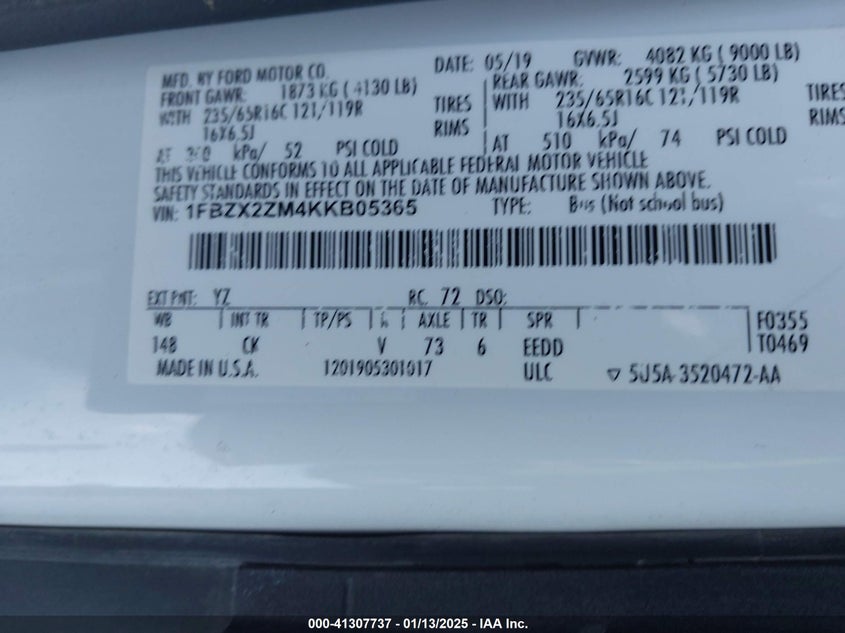 MFD. BY FORD MOTOR CO.
DATE: 05/19 GVWR: 4082 KG ( 9000 LB)
FRONT GAWR: 1873 KG ( 4130 LB) REAR GAWR: 2599 KG ( 5730 LB)
WITH 235/65R16C 121/119R TIRES WITH 235/65R16C 121/119R TIRES
16X6.5J RIMS 16X6.5J RIMS
AT kPa/ 52 PSI COLD AT 510 kPa/ 74 PSI COLD
THIS VEHICLE CONFORMS TO ALL APPLICABLE FEDERAL MOTOR VEHICLE
SAFETY STANDARDS IN EFFECT ON THE DATE OF MANUFACTURE SHOWN ABOVE.
VIN: 1FBZX2ZM4KKB05365 TYPE: Bus (Not school bus)
EXT PNT: YZ RC: 72 DSO:
WB INT TR TP/PS R AXLE TR SPR F0355
148 CK V 73 6 EEDD T0469
MADE IN U.S.A. 1201905301017 ULC ▽ 5U5A-3520472-AA
000-41307737 - 01/13/2025 - IAA Inc.